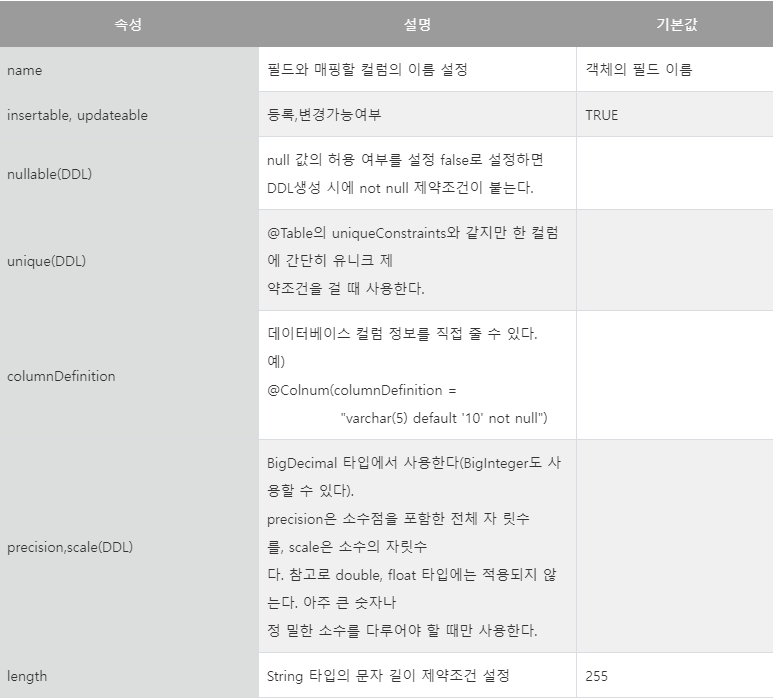 속성 설명 기본값
name 필드와 매핑할 컬럼의 이름 설정 객체의 필드 이름
insertable, updateable 등록,변경가능여부 TRUE
nullable(DDL)
null 값의 허용 여부를 설정 false로 설정하면
DDL생성 시에 not null 제약조건이 붙는다.
unique(DDL)
@Table의 uniqueConstraints와 같지만 한 컬럼
에 간단히 유니크 제
약조건을 걸 때 사용한다.
columnDefinition
데이터베이스 컬럼 정보를 직접 줄 수 있다.
예)
@Colnum(columnDefinition =
"varchar(5) default '10' not null")
precision,scale(DDL)
BigDecimal 타입에서 사용한다(BigInteger도 사
용할 수 있다).
precision은 소수점을 포함한 전체 자 릿수
를, scale은 소수의 자릿수
다. 참고로 double, float 타입에는 적용되지 않
는다. 아주 큰 숫자나
정 밀한 소수를 다루어야 할 때만 사용한다.
length String 타입의 문자 길이 제약조건 설정 255